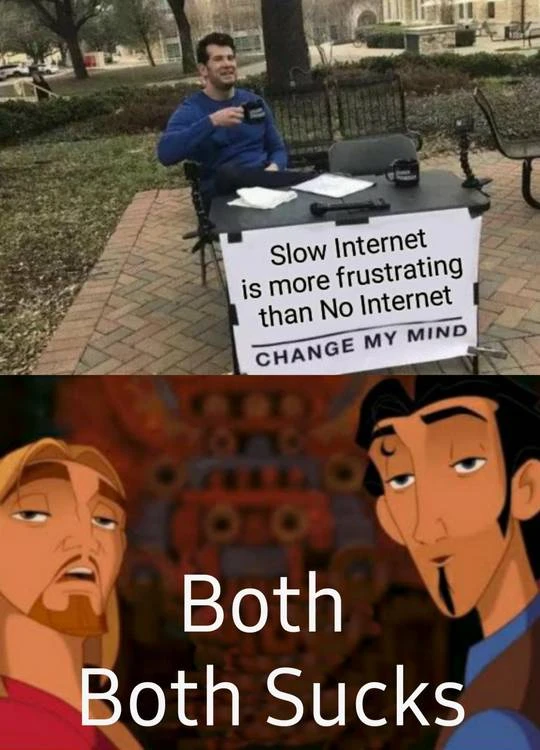 Slow Internet
is more frustrating
than No Internet
CHANGE MY MIND
Both
Both Sucks